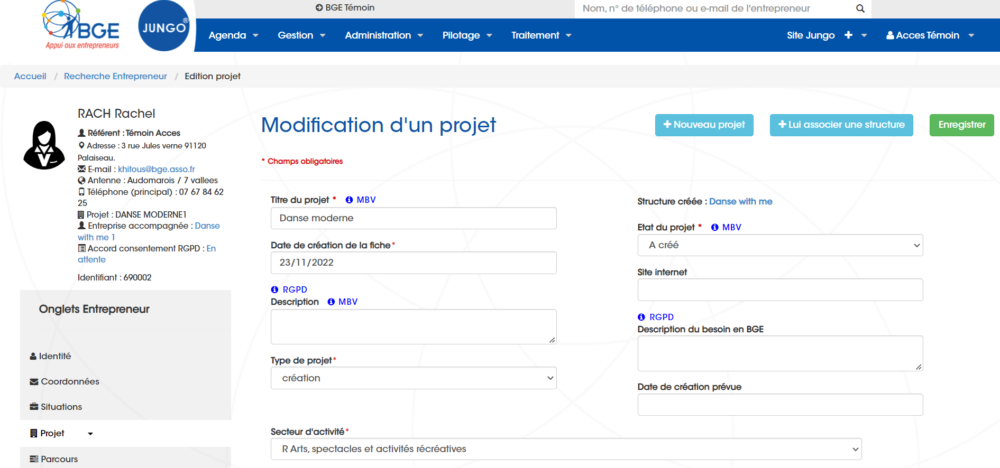 BGE
Appui aux entrepreneurs
JUNGO®
BGE Témoin
Nom, n° de téléphone ou e-mail de l'entrepreneur
Agenda
Gestion
Administration
Pilotage
Traitement
Site Jungo
Acces Témoin
Accueil / Recherche Entrepreneur / Edition projet
RACH Rachel
Référent : Témoin Acces
Adresse : 3 rue Jules verne 91120
Palaiseau.
E-mail : khitous@bge.asso.fr
Antenne : Audomarois / 7 vallees
Téléphone (principal) : 07 67 84 62
25
Projet : DANSE MODERNE1
Entreprise accompagnée : Danse
with me 1
Accord consentement RGPD : En
attente
Identifiant : 690002
Onglets Entrepreneur
Identité
Coordonnées
Situations
Projet
Parcours
Modification d'un projet
+ Nouveau projet
+ Lui associer une structure
Enregistrer
* Champs obligatoires
Titre du projet * MBV
Danse moderne
Date de création de la fiche*
23/11/2022
RGPD
Description MBV
Type de projet*
création
Structure créée : Danse with me
Etat du projet * MBV
A créé
Site internet
RGPD
Description du besoin en BGE
Date de création prévue
Secteur d'activité*
R Arts, spectacles et activités récréatives